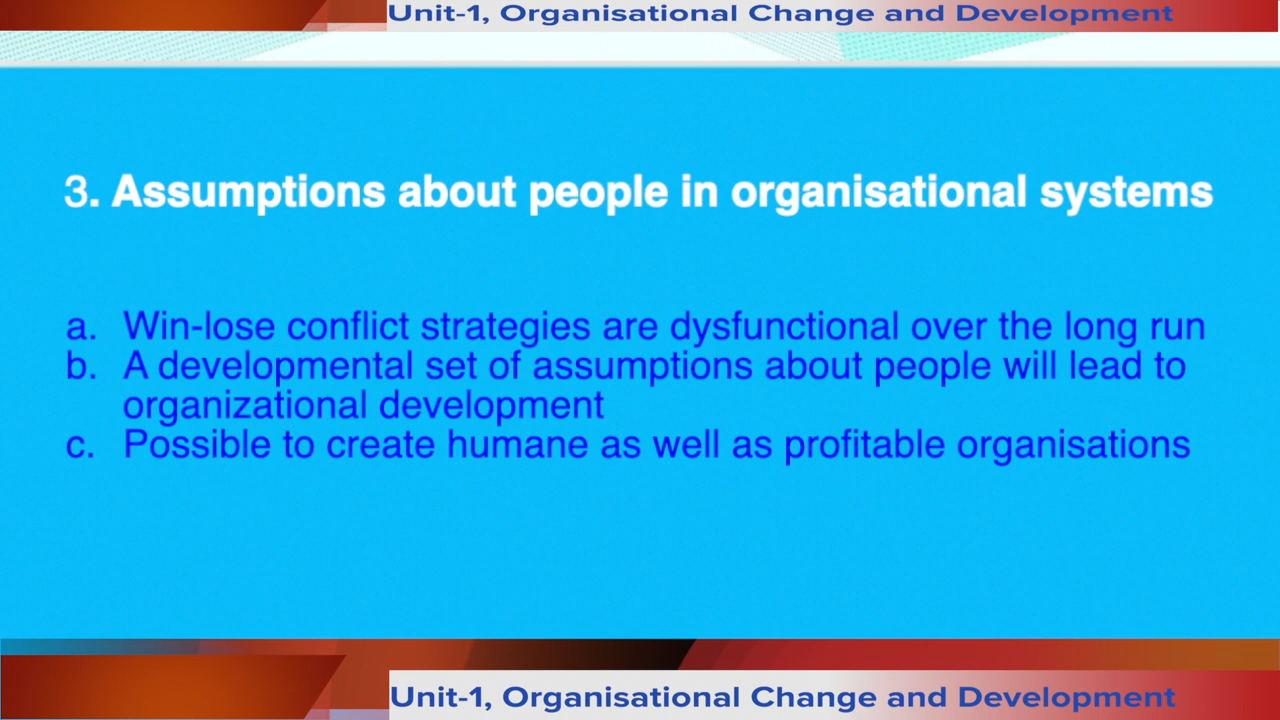 Unit-1, Organisational Change and Development
3. Assumptions about people in organisational systems
a. Win-lose conflict strategies are dysfunctional over the long run
b. A developmental set of assumptions about people will lead to
organizational development
c. Possible to create humane as well as profitable organisations
Unit-1, Organisational Change and Development